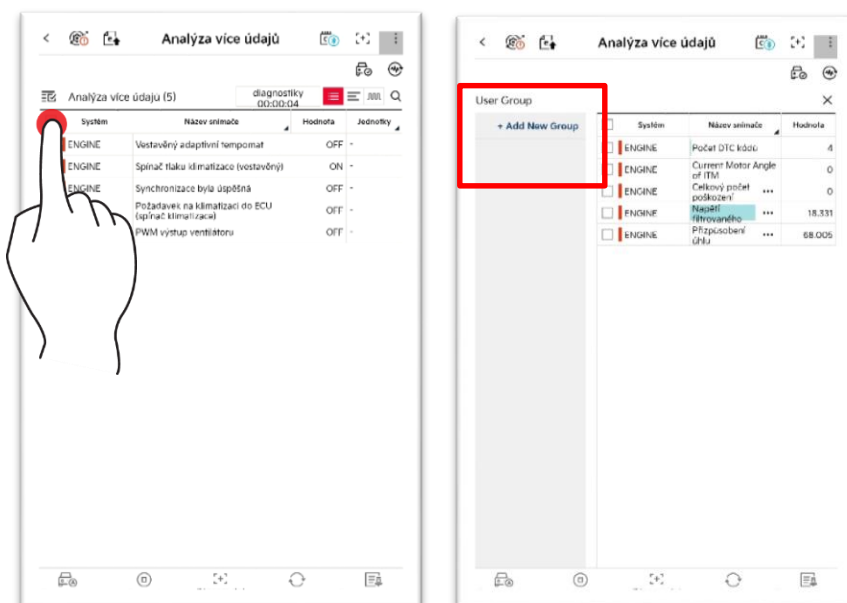 Analýza více údajů
Analýza více údajů (5)
diagnostiky
00:00:04
Systém Název snímače Hodnota Jednotky
ENGINE Vestavěný adaptivní tempomat OFF -
ENGINE Spínač tlaku klimatizace (vestavěný) ON -
ENGINE Synchronizace byla úspěšná OFF -
Požadavek na klimatizaci do ECU
(spínač klimatizace) OFF -
PWM výstup ventilátoru OFF -
Analýza více údajů
User Group
+ Add New Group
Systém Název snímače Hodnota
ENGINE Počet DTC kódů 4
ENGINE Current Motor Angle
of ITM 0
ENGINE Celkový počet
poškození ... 0
ENGINE Napětí
filtrovaného ... 18.331
ENGINE Přizpůsobení
úhlu ... 68.005